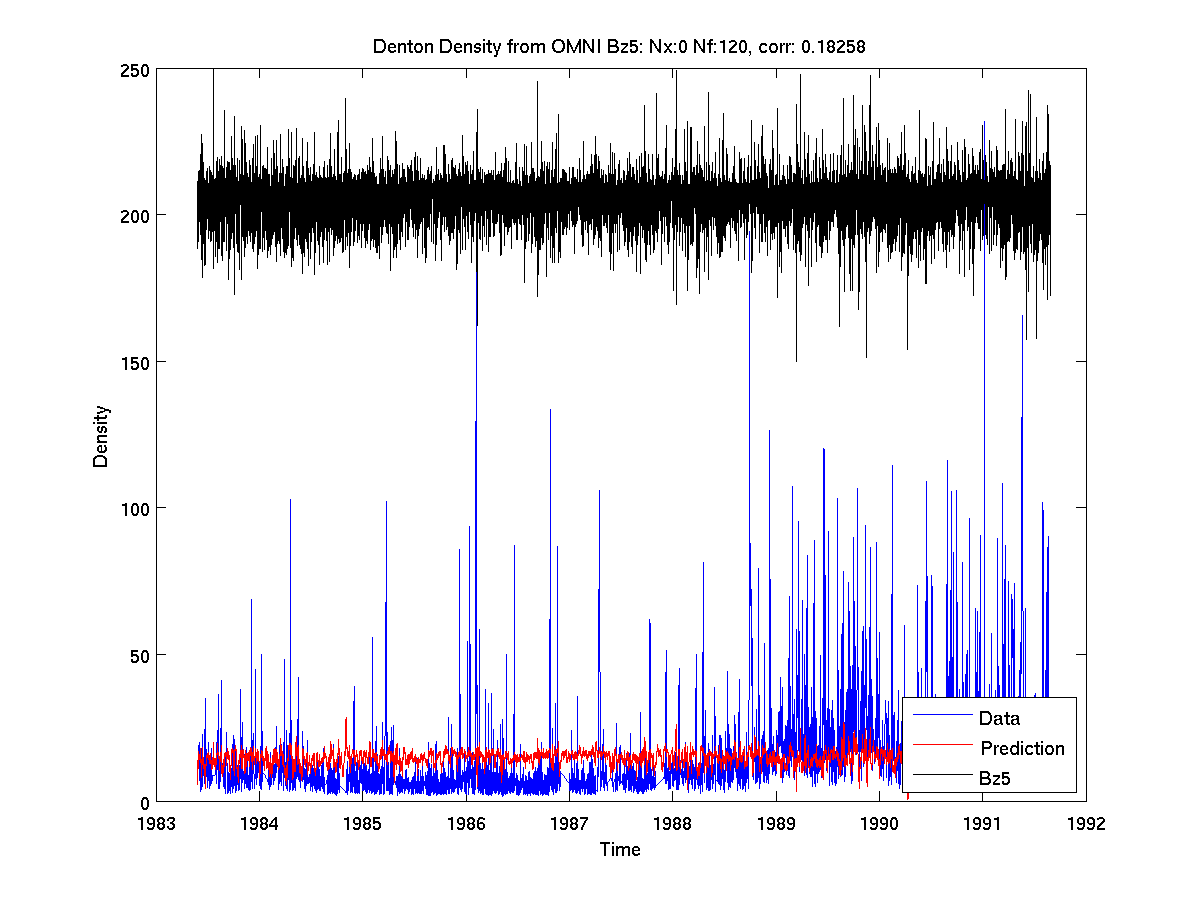 Denton Density from OMNI Bz5: Nx:0 Nf:120, corr: 0.18258
250
200
150
100
50
0
Density
Data
Prediction
Bz5
1983 1984 1985 1986 1987 1988 1989 1990 1991 1992
Time